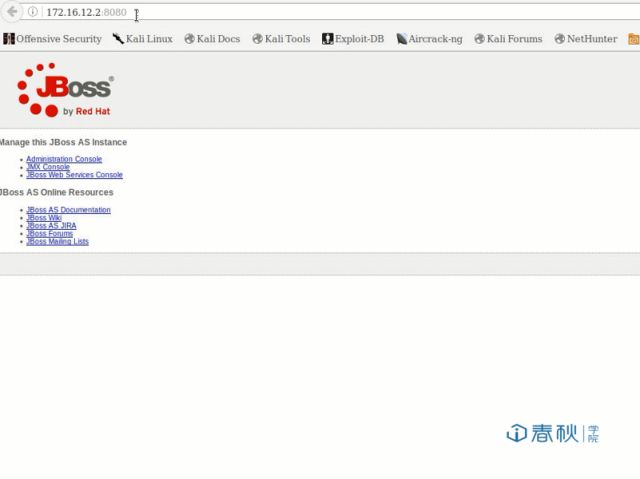 172.16.12.2:8080
Offensive Security Kali Linux Kali Docs Kali Tools Exploit-DB Aircrack-ng Kali Forums NetHunter
JBoss®
by Red Hat
Manage this JBoss AS Instance
Administration Console
JMX Console
JBoss Web Services Console
JBoss AS Online Resources
JBoss AS Documentation
JBoss Wiki
JBoss AS JIRA
JBoss Forums
JBoss Mailing Lists
春秋学院